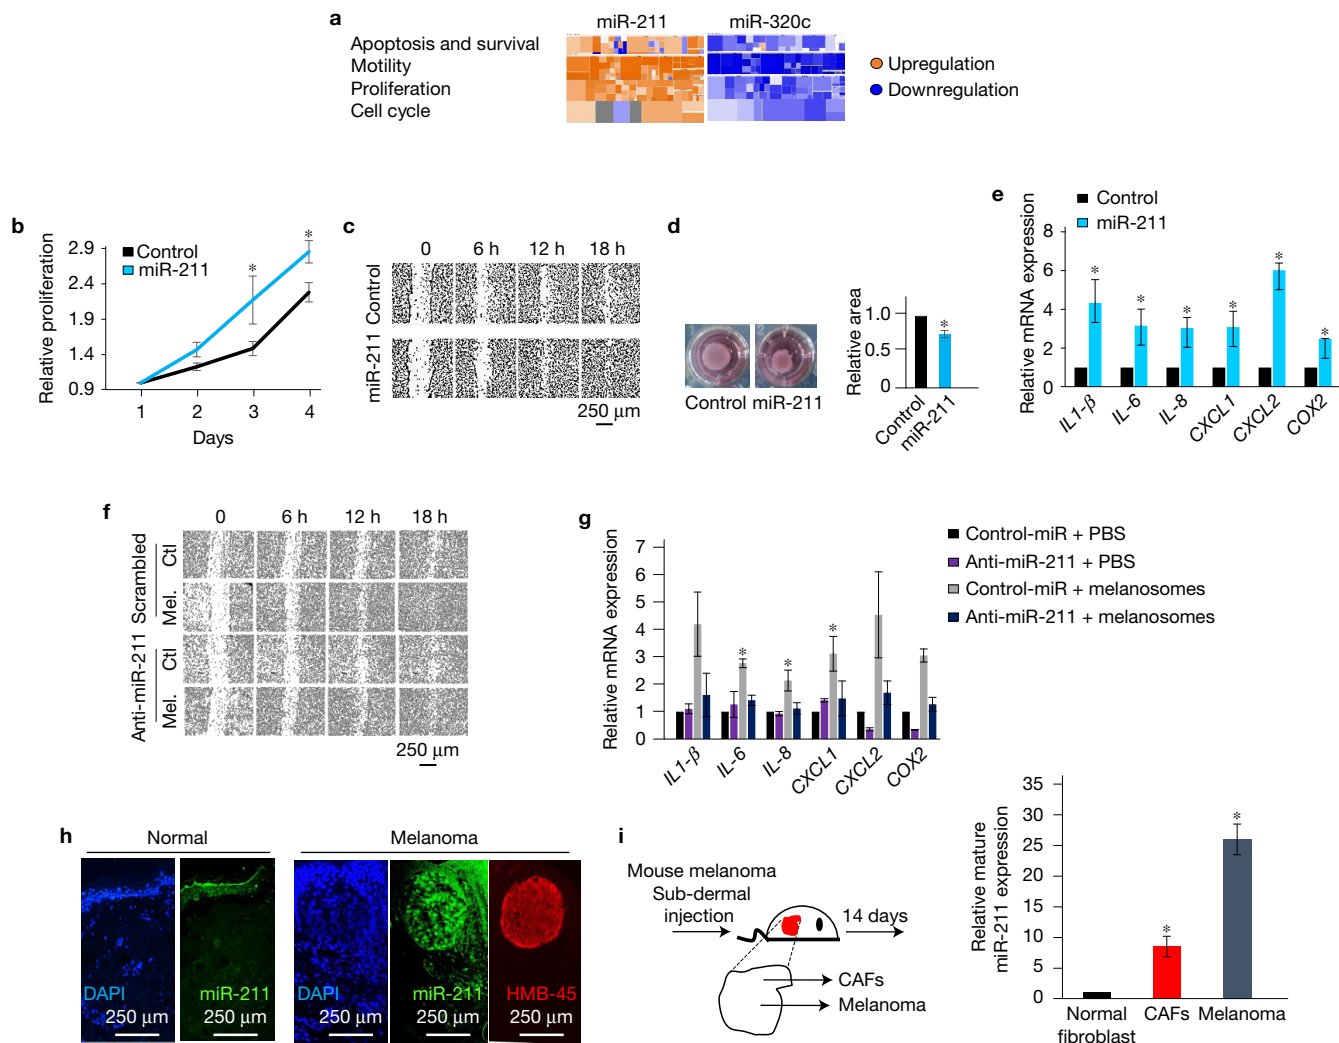 a
miR-211 miR-320c
Apoptosis and survival
Motility
Proliferation
Cell cycle
Upregulation
Downregulation
b
Relative proliferation
2.9
2.4
1.9
1.4
0.9
Control
miR-211
*
*
1 2 3 4
Days
c
0 6 h 12 h 18 h
Control
miR-211
250 µm
d
Control miR-211
Relative area
1.0
0.5
0
*
Control
miR-211
e
Control
miR-211
Relative mRNA expression
8
6
4
2
0
* * * * * *
IL1-β IL-6 IL-8 CXCL1 CXCL2 COX2
f
0 6 h 12 h 18 h
Scrambled
Ctl
Mel.
Anti-miR-211
Ctl
Mel.
250 µm
g
Control-miR + PBS
Anti-miR-211 + PBS
Control-miR + melanosomes
Anti-miR-211 + melanosomes
Relative mRNA expression
7
6
5
4
3
2
1
0
* * *
IL1-β IL-6 IL-8 CXCL1 CXCL2 COX2
h
Normal Melanoma
DAPI miR-211 DAPI miR-211 HMB-45
250 µm 250 µm 250 µm 250 µm 250 µm
i
Mouse melanoma
Sub-dermal
injection
14 days
CAFs
Melanoma
Relative mature
miR-211 expression
35
30
25
20
15
10
5
0
* *
Normal
fibroblast
CAFs
Melanoma